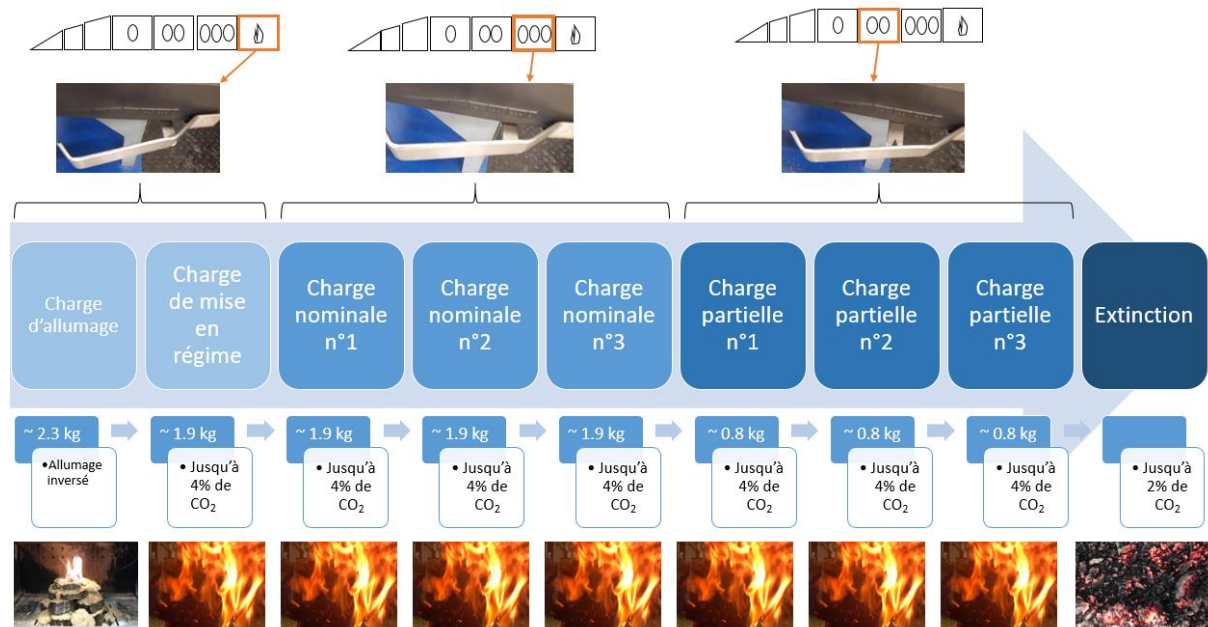 0 00 000
0 00 000
0 00 000
Charge
d'allumage
Charge
de mise
en
régime
Charge
nominale
n°1
Charge
nominale
n°2
Charge
nominale
n°3
Charge
partielle
n°1
Charge
partielle
n°2
Charge
partielle
n°3
Extinction
~ 2.3 kg
•Allumage
inversé
~ 1.9 kg
• Jusqu'à
4% de
CO₂
~ 1.9 kg
• Jusqu'à
4% de
CO₂
~ 1.9 kg
• Jusqu'à
4% de
CO₂
~ 1.9 kg
• Jusqu'à
4% de
CO₂
~ 0.8 kg
• Jusqu'à
4% de
CO₂
~ 0.8 kg
• Jusqu'à
4% de
CO₂
~ 0.8 kg
• Jusqu'à
4% de
CO₂
• Jusqu'à
2% de
CO₂